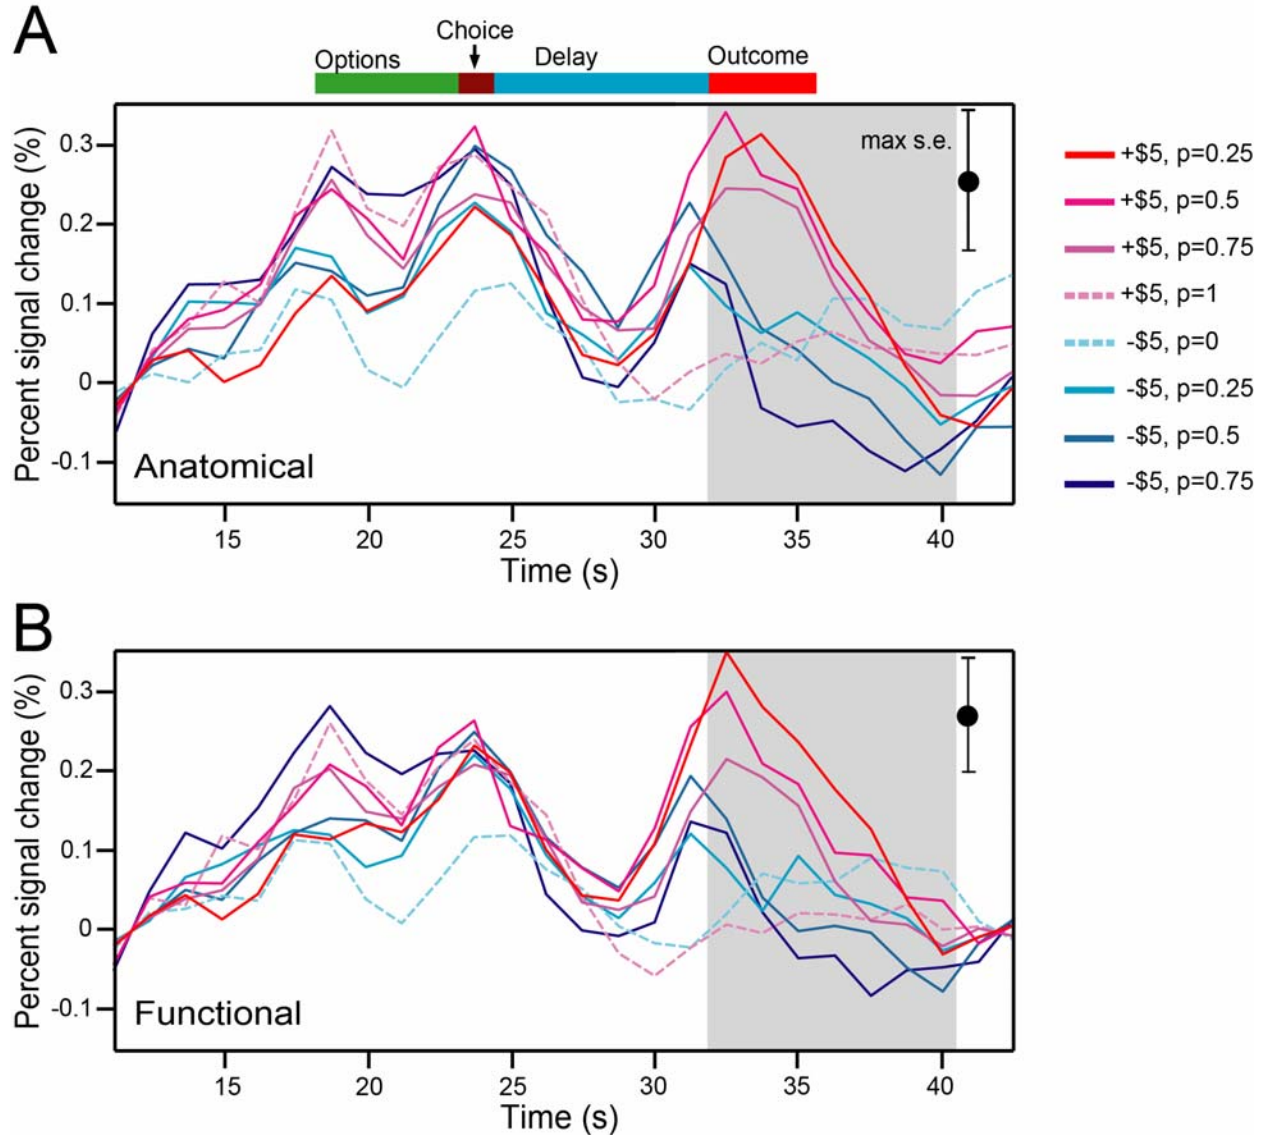 A
Choice
Options
Delay
Outcome
Percent signal change (%)
0.3
0.2
0.1
0
-0.1
max s.e.
Anatomical
15
20
25
30
35
40
Time (s)
+$5, p=0.25
+$5, p=0.5
+$5, p=0.75
+$5, p=1
-$5, p=0
-$5, p=0.25
-$5, p=0.5
-$5, p=0.75
B
Percent signal change (%)
0.3
0.2
0.1
0
-0.1
Functional
15
20
25
30
35
40
Time (s)